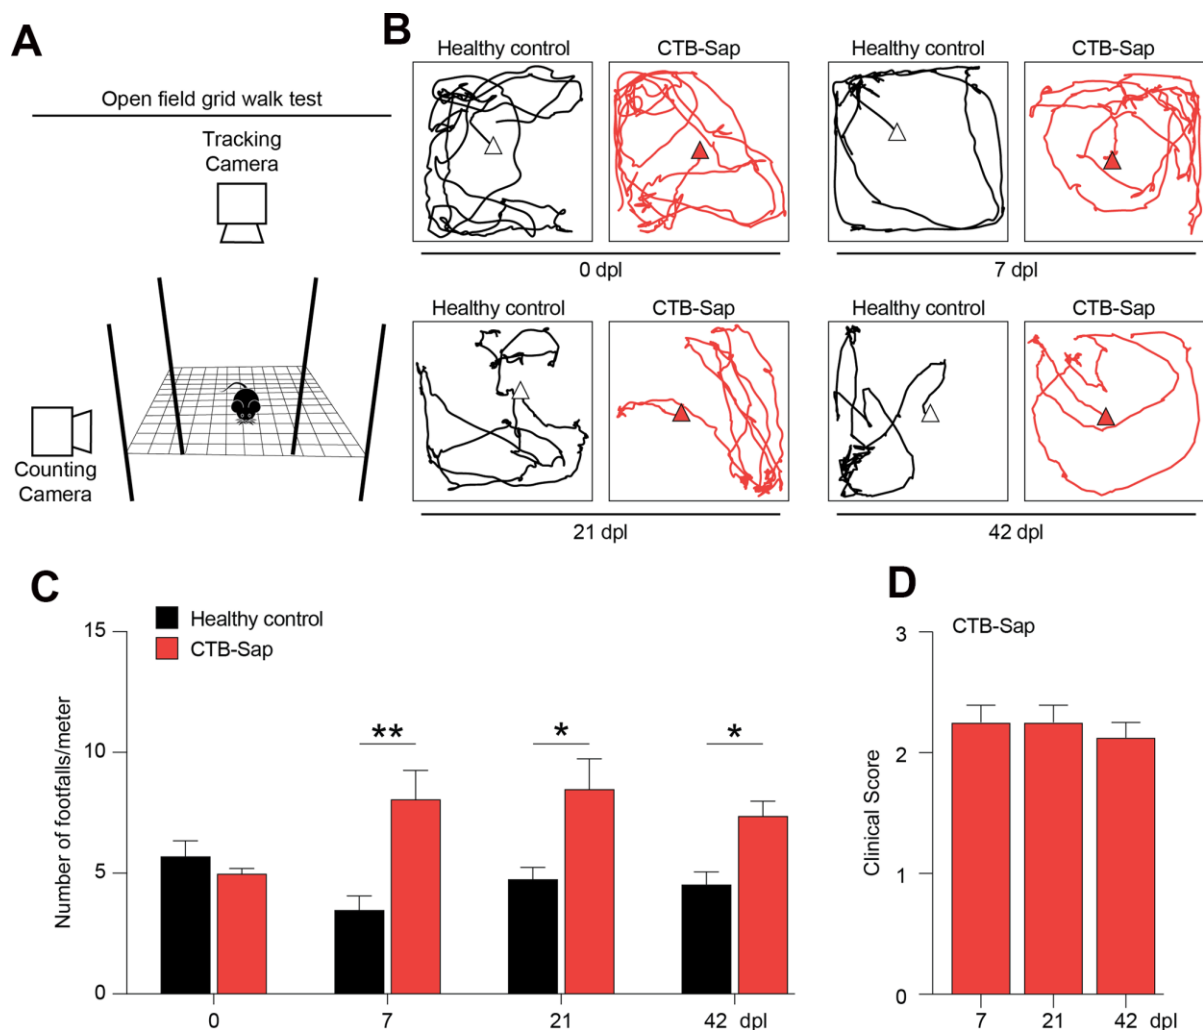 A
Open field grid walk test
Tracking
Camera
Counting
Camera
B
Healthy control
CTB-Sap
0 dpl
Healthy control
CTB-Sap
7 dpl
Healthy control
CTB-Sap
21 dpl
Healthy control
CTB-Sap
42 dpl
C
Healthy control
CTB-Sap
Number of footfalls/meter
15
10
5
0
**
*
*
0 7 21 42 dpl
D
CTB-Sap
Clinical Score
3
2
1
0
7 21 42 dpl